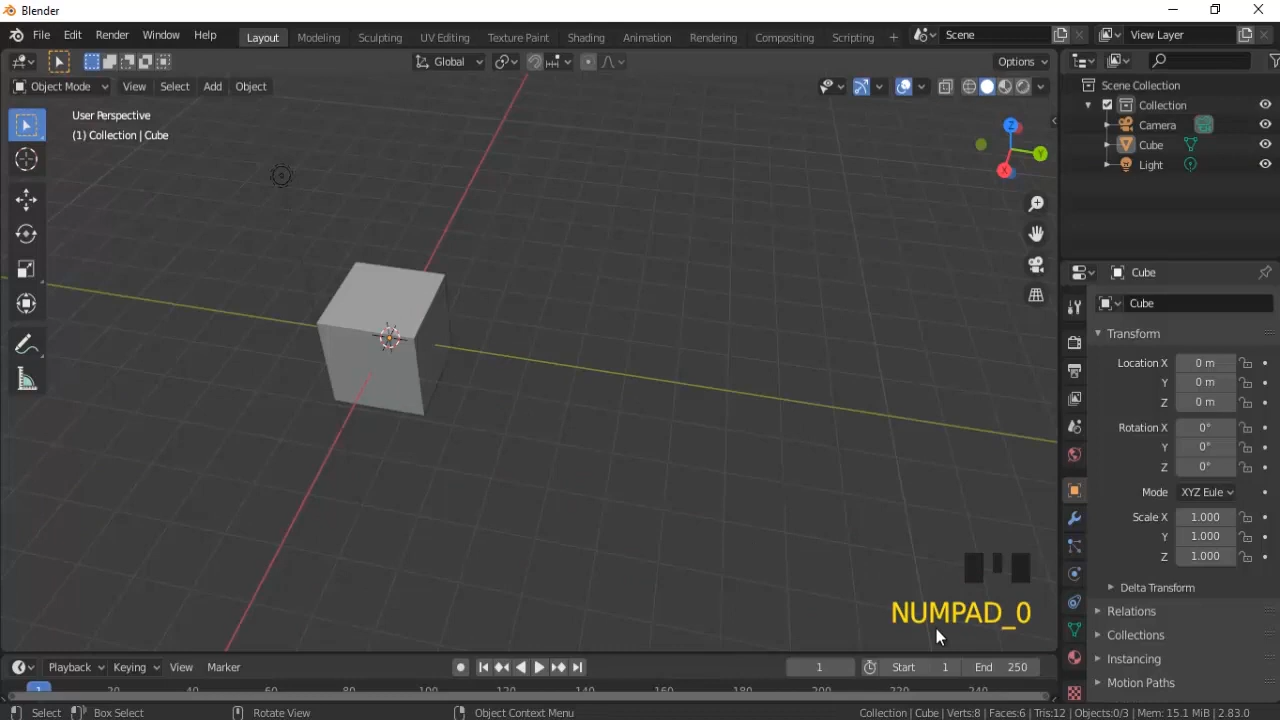 Blender
File Edit Render Window Help Layout Modeling Sculpting UV Editing Texture Paint Shading Animation Rendering Compositing Scripting + Scene View Layer
Global Options
Object Mode View Select Add Object
User Perspective
(1) Collection | Cube
Z
Y
X
Scene Collection
Collection
Camera
Cube
Light
Cube
Cube
Transform
Location X 0 m
Y 0 m
Z 0 m
Rotation X 0°
Y 0°
Z 0°
Mode XYZ Eule
Scale X 1.000
Y 1.000
Z 1.000
Delta Transform
Relations
Collections
Instancing
Motion Paths
NUMPAD_0
Playback Keying View Marker 1 Start 1 End 250
1 20 40 60 80 100 120 140 160 180 200 220 240
Select Box Select Rotate View Object Context Menu Collection | Cube | Verts:8 | Faces:6 | Tris:12 | Objects:0/3 | Mem: 15.1 MiB | 2.83.0